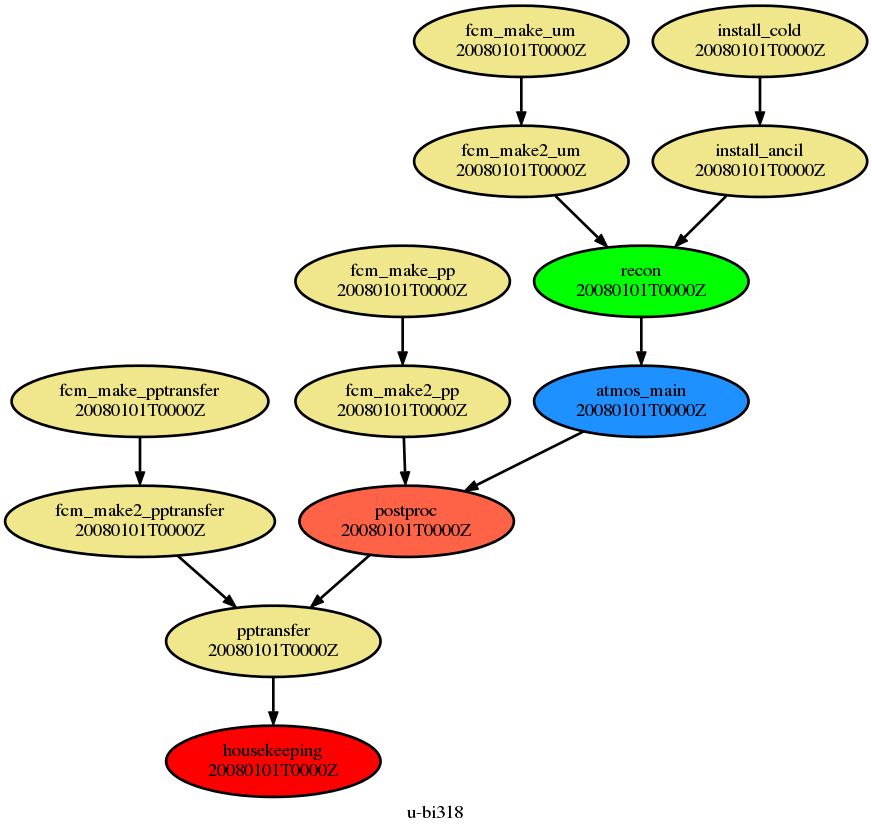 fcm_make_um
20080101T0000Z
install_cold
20080101T0000Z
fcm_make2_um
20080101T0000Z
install_ancil
20080101T0000Z
fcm_make_pp
20080101T0000Z
recon
20080101T0000Z
fcm_make_pptransfer
20080101T0000Z
fcm_make2_pp
20080101T0000Z
atmos_main
20080101T0000Z
fcm_make2_pptransfer
20080101T0000Z
postproc
20080101T0000Z
pptransfer
20080101T0000Z
housekeeping
20080101T0000Z
u-bi318